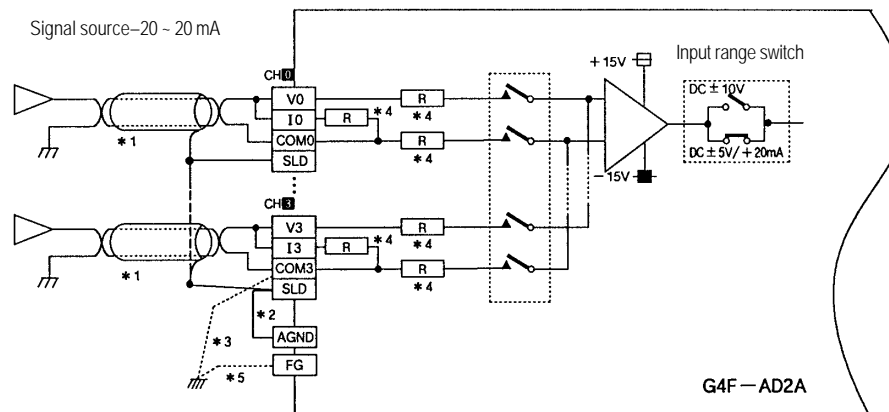 Signal source–20 ~ 20 mA
Input range switch
CH0
V0
I0
COM0
SLD
R
*4
R
*4
R
*4
*1
+15V
-15V
DC ± 10V
DC ± 5V/+20mA
CH3
V3
I3
COM3
SLD
R
*4
R
*4
R
*4
*1
*2
*3
AGND
FG
*5
G4F-AD2A